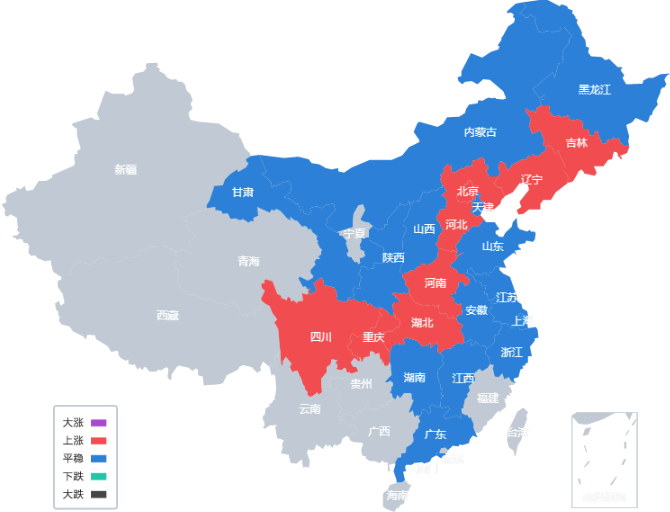 黑龙江
内蒙古
吉林
新疆
辽宁
甘肃
北京
天津
河北
山西
宁夏
山东
陕西
青海
河南
江苏
安徽
西藏
上海
湖北
四川
重庆
浙江
湖南
江西
贵州
福建
云南
广西
广东
台湾
海南
大涨
上涨
平稳
下跌
大跌